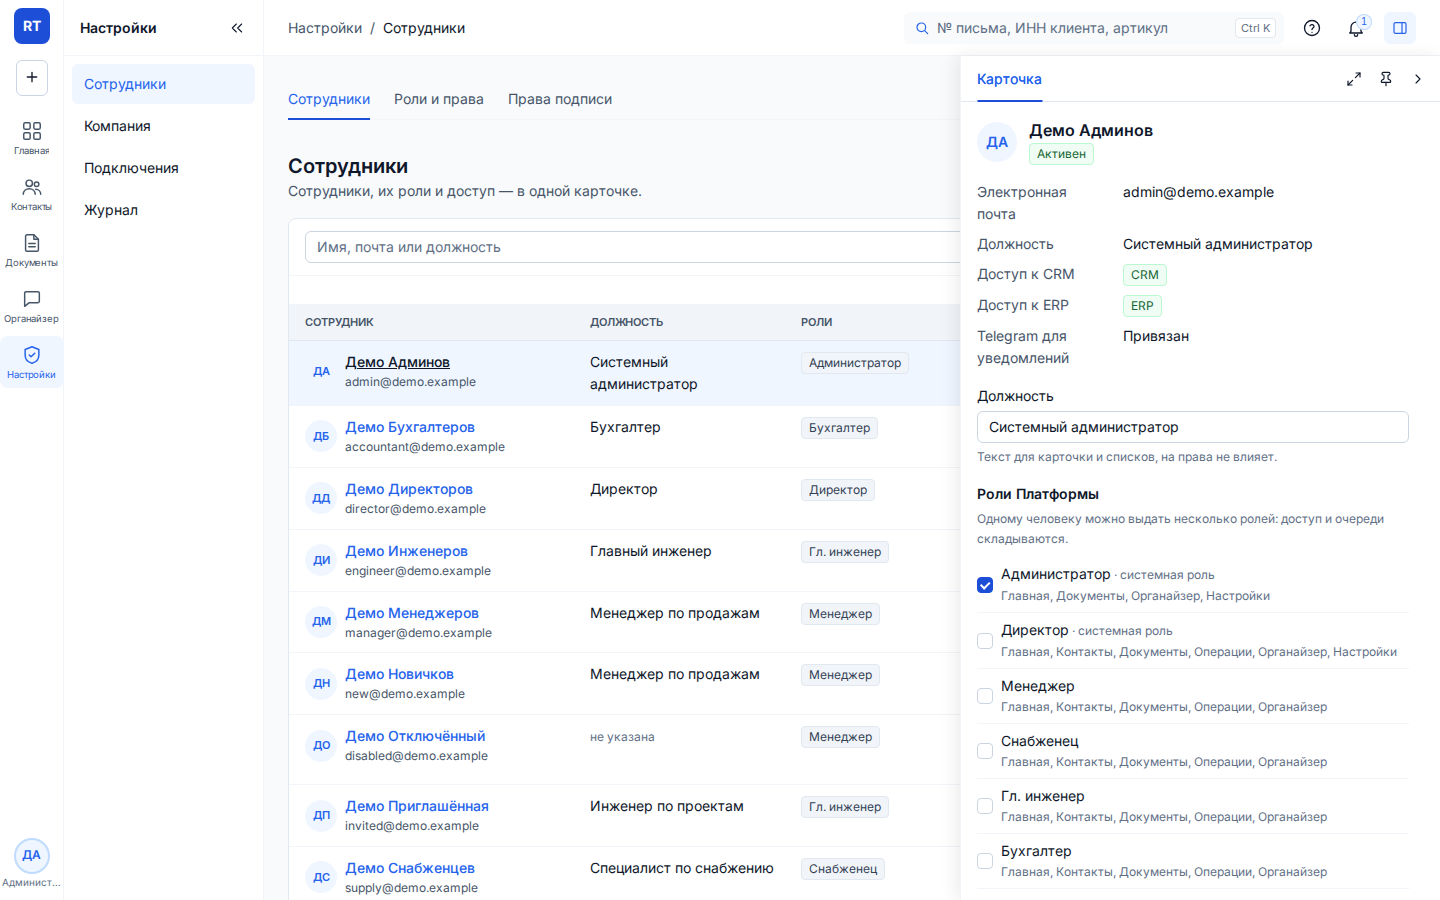 RT
Главная
Контакты
Документы
Органайзер
Настройки
ДА
Админист...
Настройки
Сотрудники
Компания
Подключения
Журнал
Настройки / Сотрудники
№ письма, ИНН клиента, артикул
Ctrl K
1
Сотрудники
Роли и права
Права подписи
Сотрудники
Сотрудники, их роли и доступ — в одной карточке.
Имя, почта или должность
СОТРУДНИК ДОЛЖНОСТЬ РОЛИ
ДА Демо Админов Системный администратор Администратор
admin@demo.example
ДБ Демо Бухгалтеров Бухгалтер Бухгалтер
accountant@demo.example
ДД Демо Директоров Директор Директор
director@demo.example
ДИ Демо Инженеров Главный инженер Гл. инженер
engineer@demo.example
ДМ Демо Менеджеров Менеджер по продажам Менеджер
manager@demo.example
ДН Демо Новичков Менеджер по продажам Менеджер
new@demo.example
ДО Демо Отключённый не указана Менеджер
disabled@demo.example
ДП Демо Приглашённая Инженер по проектам Гл. инженер
invited@demo.example
ДС Демо Снабженцев Специалист по снабжению Снабженец
supply@demo.example
Карточка
ДА
Демо Админов
Активен
Электронная почта admin@demo.example
Должность Системный администратор
Доступ к CRM CRM
Доступ к ERP ERP
Telegram для уведомлений Привязан
Должность
Системный администратор
Текст для карточки и списков, на права не влияет.
Роли Платформы
Одному человеку можно выдать несколько ролей: доступ и очереди
складываются.
Администратор · системная роль
Главная, Документы, Органайзер, Настройки
Директор · системная роль
Главная, Контакты, Документы, Операции, Органайзер, Настройки
Менеджер
Главная, Контакты, Документы, Операции, Органайзер
Снабженец
Главная, Контакты, Документы, Операции, Органайзер
Гл. инженер
Главная, Контакты, Документы, Операции, Органайзер
Бухгалтер
Главная, Контакты, Документы, Операции, Органайзер